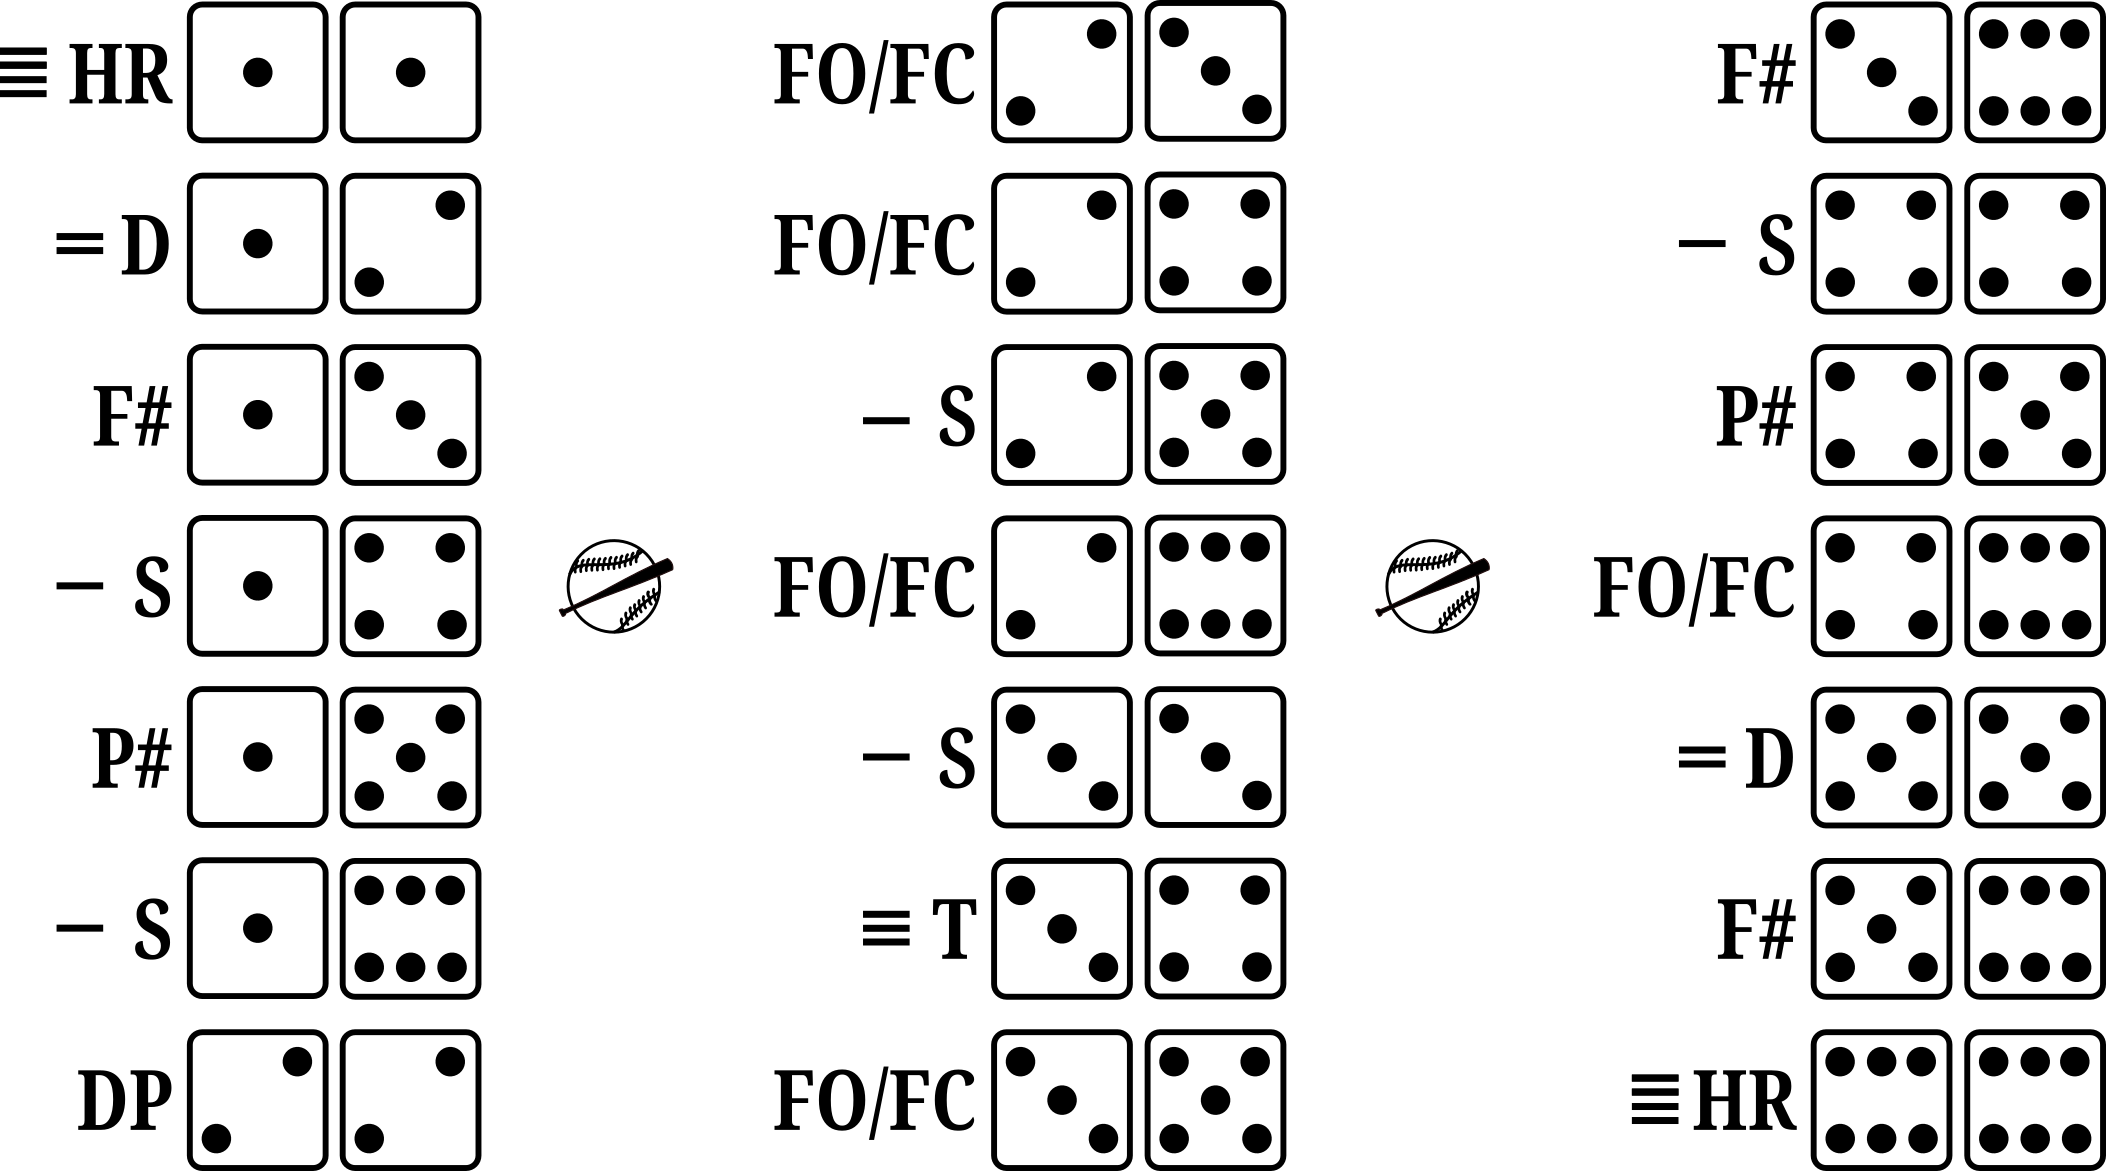 ≣ HR
= D
F#
− S
P#
− S
DP
FO/FC
FO/FC
− S
FO/FC
− S
≡ T
FO/FC
F#
− S
P#
FO/FC
= D
F#
≣ HR